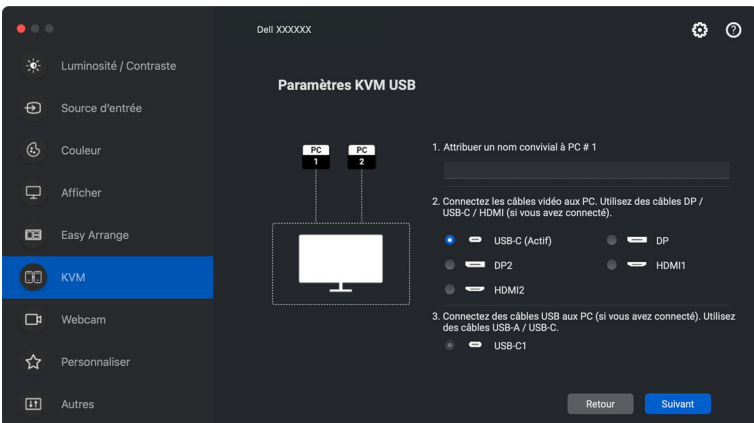 Dell XXXXXX
Luminosité / Contraste
Source d'entrée
Couleur
Afficher
Easy Arrange
KVM
Webcam
Personnaliser
Autres
Paramètres KVM USB
PC
1
PC
2
1. Attribuer un nom convivial à PC # 1
2. Connectez les câbles vidéo aux PC. Utilisez des câbles DP /
USB-C / HDMI (si vous avez connecté).
USB-C (Actif)
DP
DP2
HDMI1
HDMI2
3. Connectez des câbles USB aux PC (si vous avez connecté). Utilisez
des câbles USB-A / USB-C.
USB-C1
Retour
Suivant